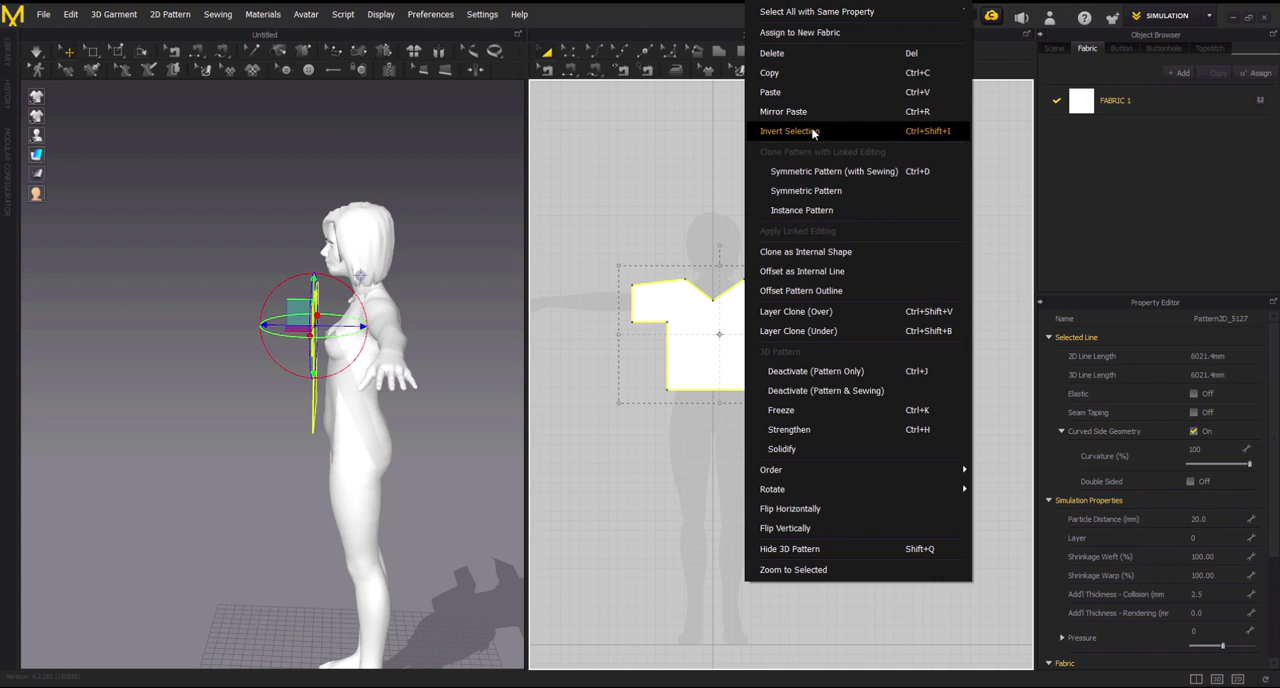 File Edit 3D Garment 2D Pattern Sewing Materials Avatar Script Display Preferences Settings Help
SIMULATION
Untitled
Object Browser
Scene Fabric Button Buttonhole Topstitch
+ Add Copy Assign
FABRIC 1
LIBRARY
HISTORY
MODULAR CONFIGURATOR
Select All with Same Property
Assign to New Fabric
Delete Del
Copy Ctrl+C
Paste Ctrl+V
Mirror Paste Ctrl+R
Invert Selection Ctrl+Shift+I
Clone Pattern with Linked Editing
Symmetric Pattern (with Sewing) Ctrl+D
Symmetric Pattern
Instance Pattern
Apply Linked Editing
Clone as Internal Shape
Offset as Internal Line
Offset Pattern Outline
Layer Clone (Over) Ctrl+Shift+V
Layer Clone (Under) Ctrl+Shift+B
3D Pattern
Deactivate (Pattern Only) Ctrl+J
Deactivate (Pattern & Sewing)
Freeze Ctrl+K
Strengthen Ctrl+H
Solidify
Order
Rotate
Flip Horizontally
Flip Vertically
Hide 3D Pattern Shift+Q
Zoom to Selected
Property Editor
Name Pattern2D_5127
Selected Line
2D Line Length 6021.4mm
3D Line Length 6021.4mm
Elastic Off
Seam Taping Off
Curved Side Geometry On
Curvature (%) 100
Double Sided Off
Simulation Properties
Particle Distance (mm) 20.0
Layer 0
Shrinkage Weft (%) 100.00
Shrinkage Warp (%) 100.00
Add'l Thickness - Collision (mm 2.5
Add'l Thickness - Rendering (mr 0.0
Pressure 0
Fabric
3D 2D